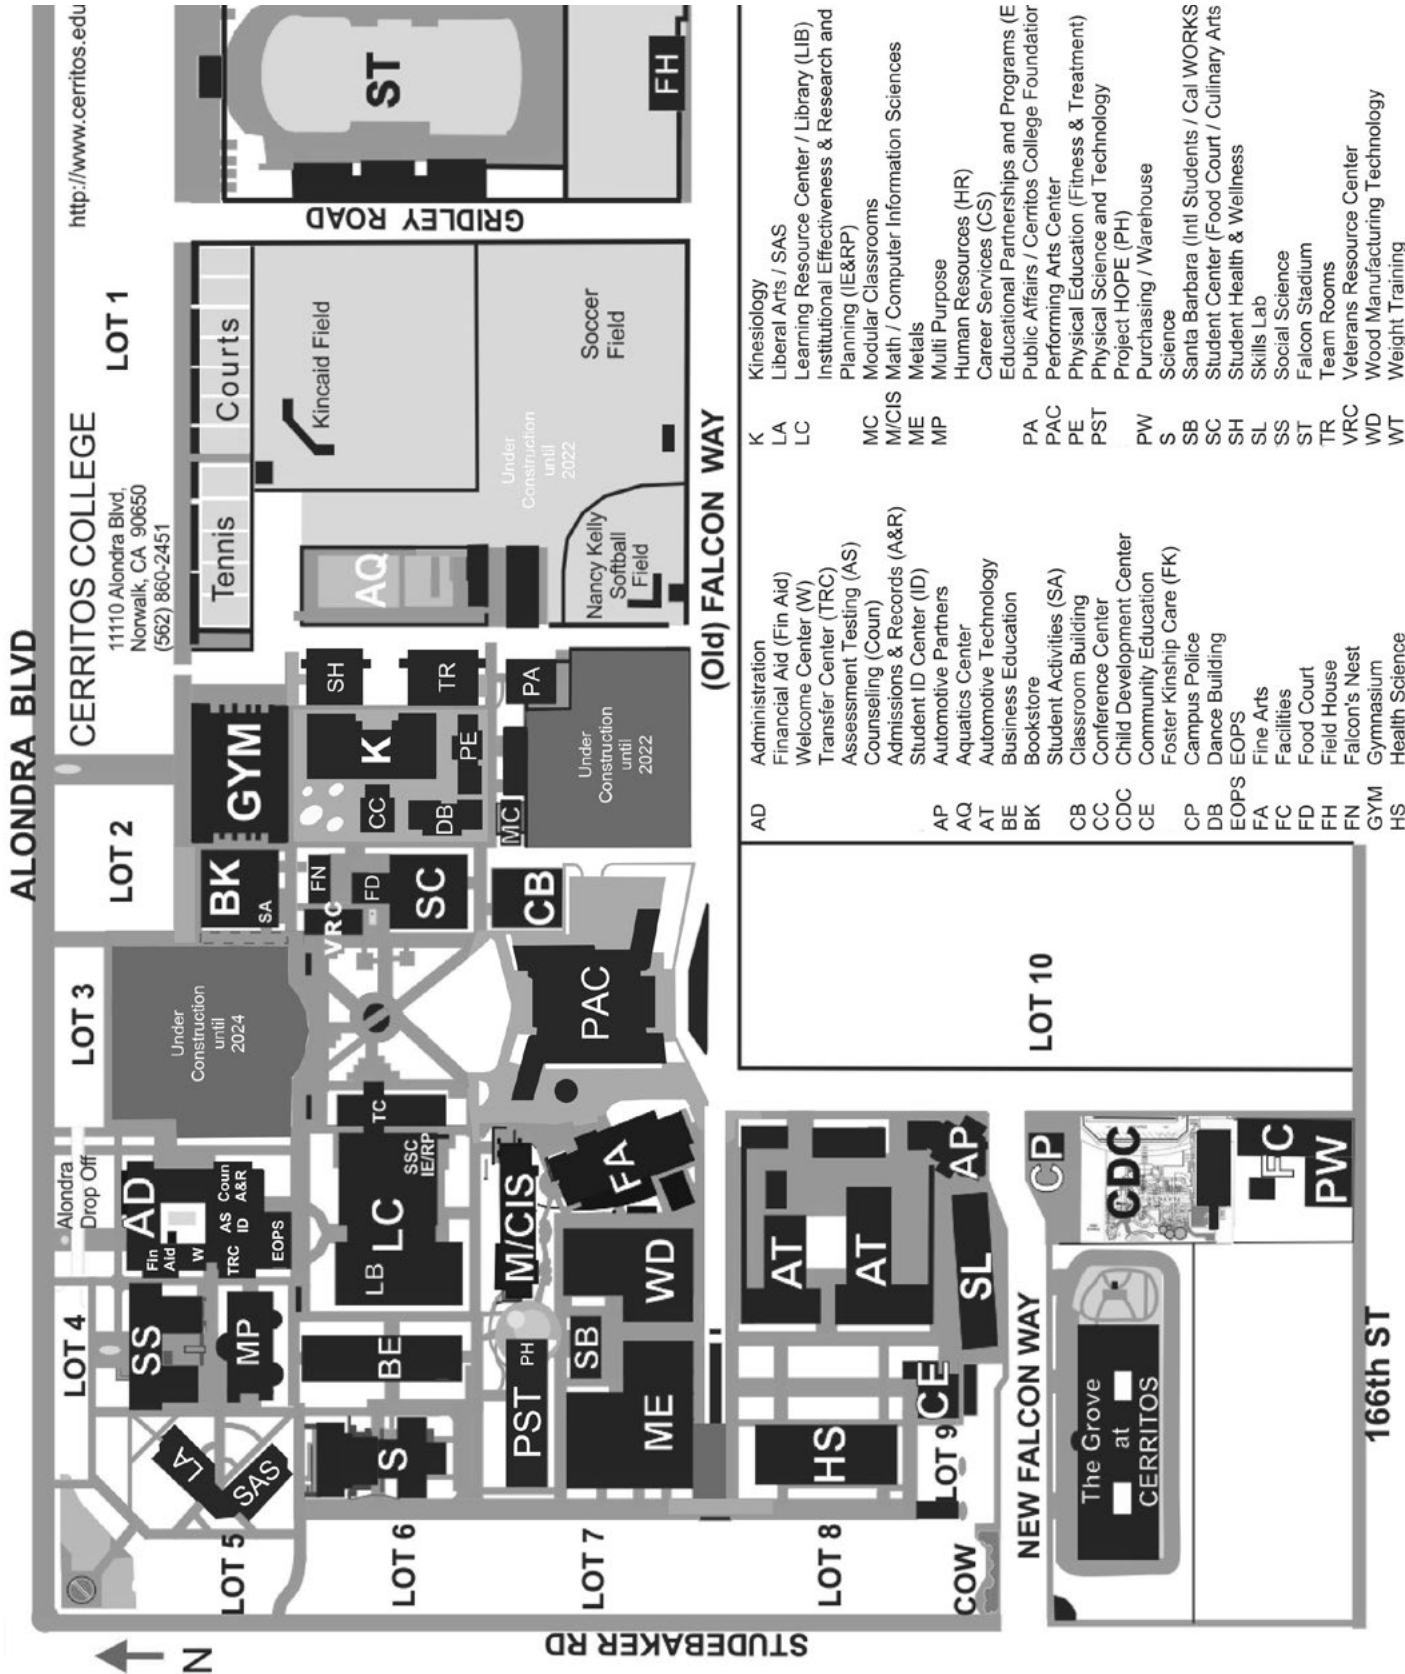 ALONDRA BLVD
CERRITOS COLLEGE
11110 Alondra Blvd,
Norwalk, CA 90650
(562) 860-2451
http://www.cerritos.edu
LOT 1
LOT 2
LOT 3
LOT 4
Alondra
Drop Off
LOT 5
LOT 6
LOT 7
LOT 8
LOT 9
LOT 10
N
STUDEBAKER RD
COW
LA
SAS
SS
MP
AD
Fin
Aid
W
TRC
AS
ID
Coun
A&R
EOPS
Under
Construction
until
2024
BK
SA
GYM
Tennis
Courts
GRIDLEY ROAD
ST
FH
S
BE
LB
LC
SSC
IE/RP
TC
VRC
FN
FD
SC
CC
DB
K
PE
SH
TR
AQ
Kincaid Field
Under
Construction
until
2022
Soccer
Field
Nancy Kelly
Softball
Field
PST
PH
M/CIS
SB
ME
WD
FA
PAC
CB
MC
PA
Under
Construction
until
2022
(Old) FALCON WAY
HS
CE
AT
AT
SL
AP
NEW FALCON WAY
The Grove
at
CERRITOS
CP
CDC
FC
PW
166th ST
AD Administration
Financial Aid (Fin Aid)
Welcome Center (W)
Transfer Center (TRC)
Assessment Testing (AS)
Counseling (Coun)
Admissions & Records (A&R)
Student ID Center (ID)
AP Automotive Partners
AQ Aquatics Center
AT Automotive Technology
BE Business Education
BK Bookstore
Student Activities (SA)
CB Classroom Building
CC Conference Center
CDC Child Development Center
CE Community Education
Foster Kinship Care (FK)
CP Campus Police
DB Dance Building
EOPS EOPS
FA Fine Arts
FC Facilities
FD Food Court
FH Field House
FN Falcon's Nest
GYM Gymnasium
HS Health Science
K Kinesiology
LA Liberal Arts / SAS
LC Learning Resource Center / Library (LIB)
Institutional Effectiveness & Research and
Planning (IE&RP)
MC Modular Classrooms
M/CIS Math / Computer Information Sciences
ME Metals
MP Multi Purpose
Human Resources (HR)
Career Services (CS)
Educational Partnerships and Programs (E
PA Public Affairs / Cerritos College Foundation
PAC Performing Arts Center
PE Physical Education (Fitness & Treatment)
PST Physical Science and Technology
Project HOPE (PH)
PW Purchasing / Warehouse
S Science
SB Santa Barbara (Intl Students / Cal WORKS
SC Student Center (Food Court / Culinary Arts
SH Student Health & Wellness
SL Skills Lab
SS Social Science
ST Falcon Stadium
TR Team Rooms
VRC Veterans Resource Center
WD Wood Manufacturing Technology
WT Weight Training